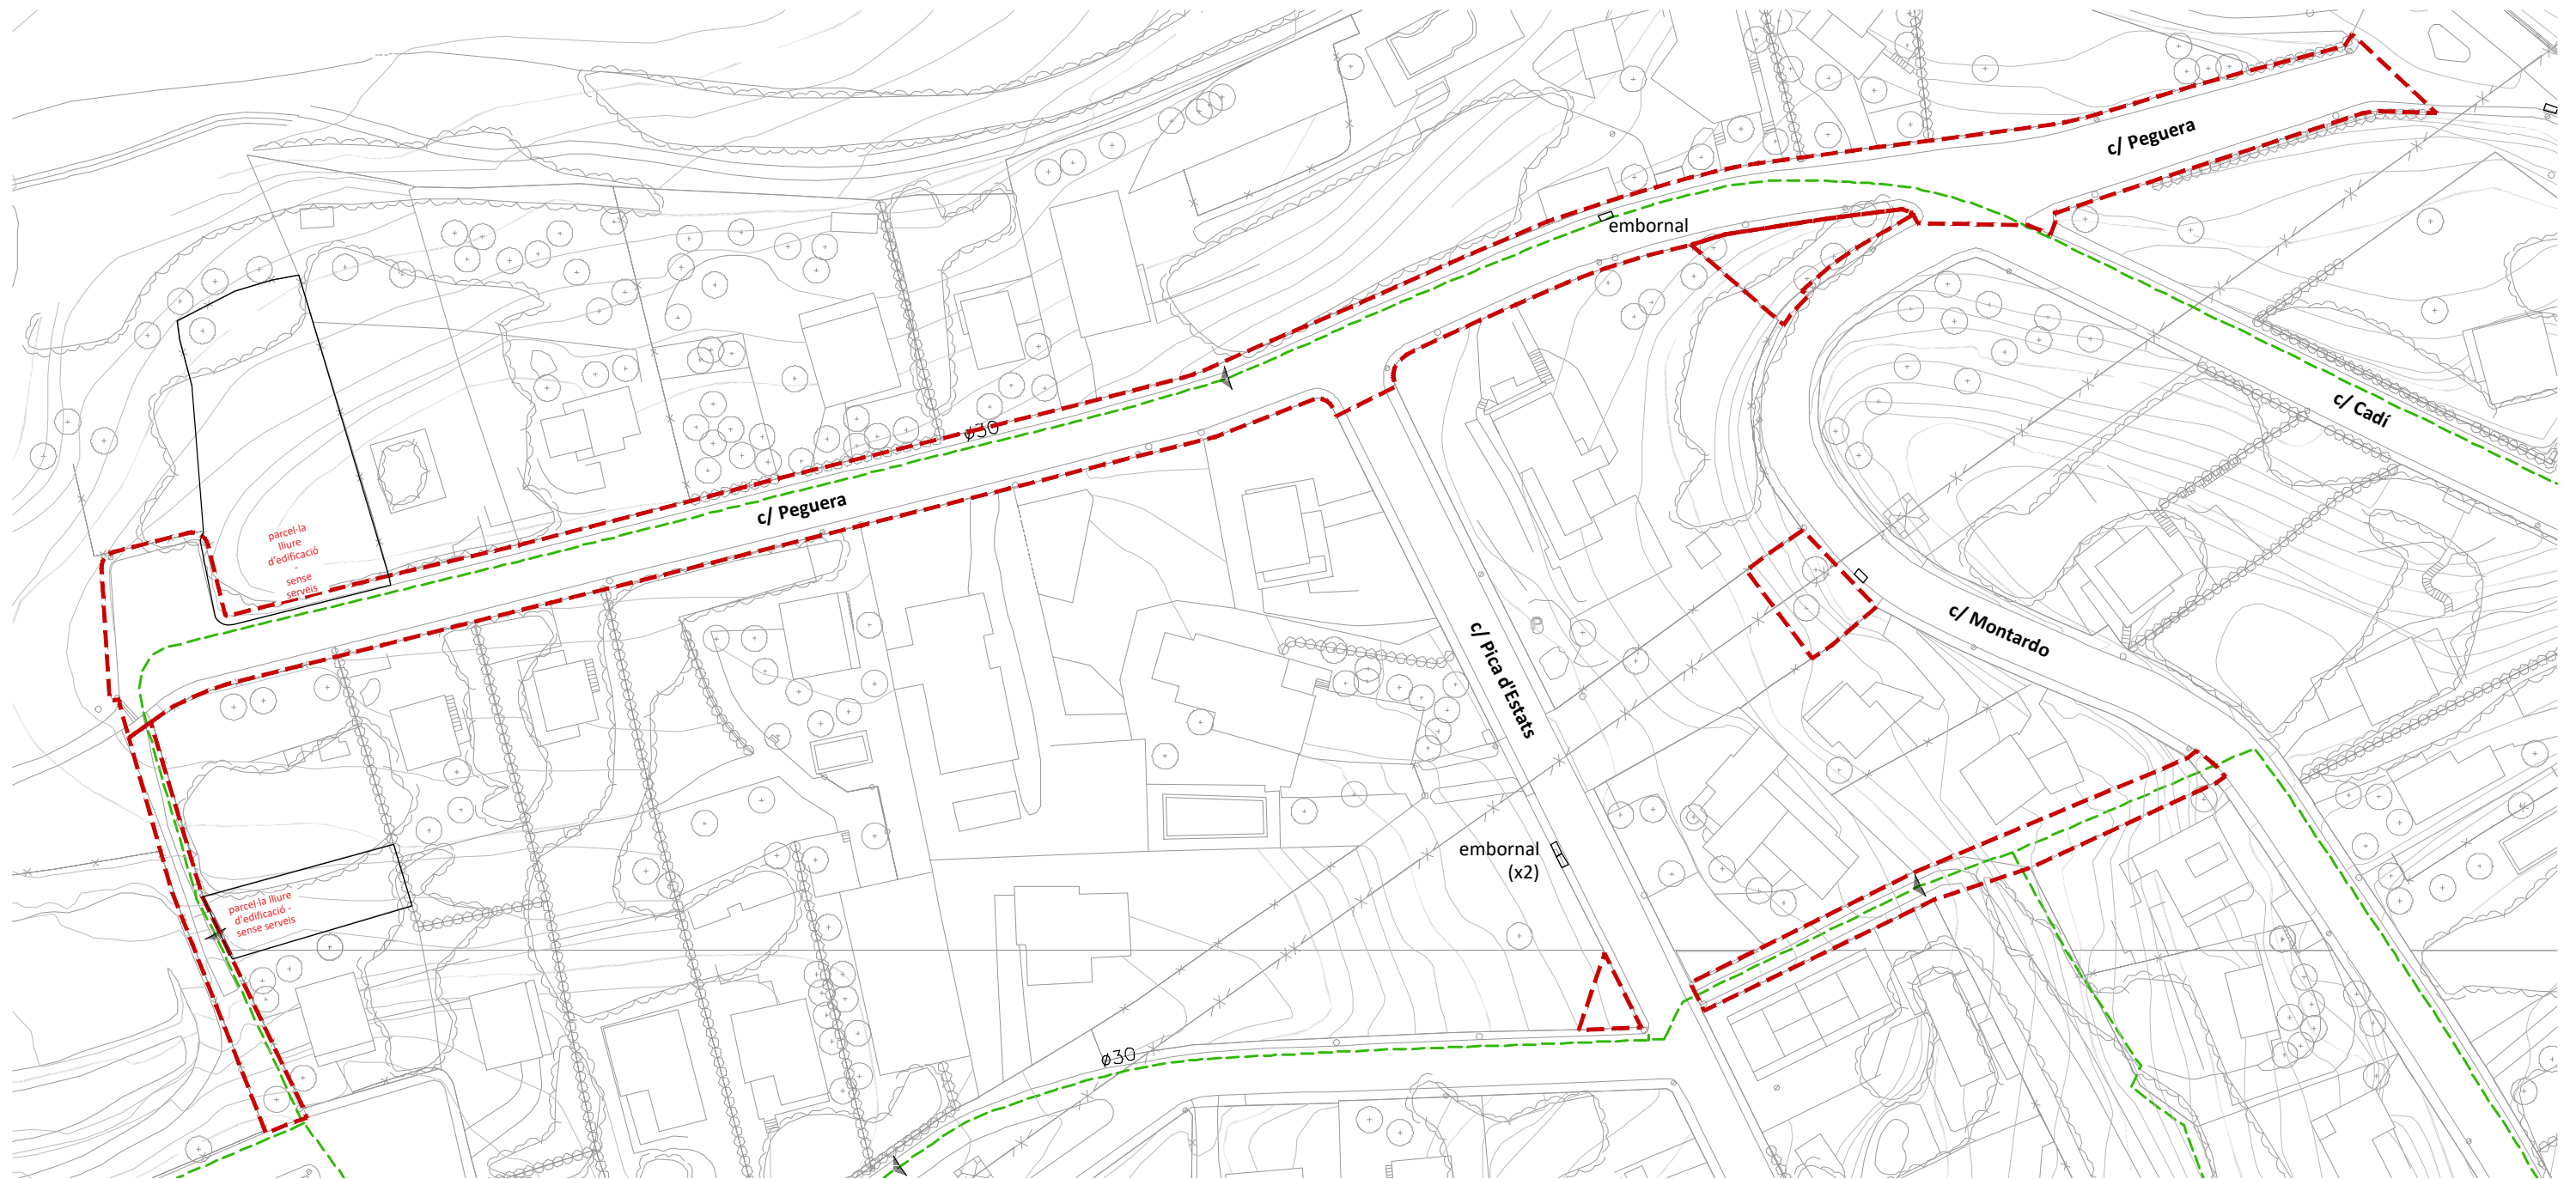 c/ Peguera
embornal
c/ Cadí
ø30
c/ Peguera
parcel·la
lliure
d'edificació
-
sense
serveis
c/ Montardo
c/ Pica d'Estats
embornal
(x2)
parcel·la lliure
d'edificació -
sense serveis
ø30